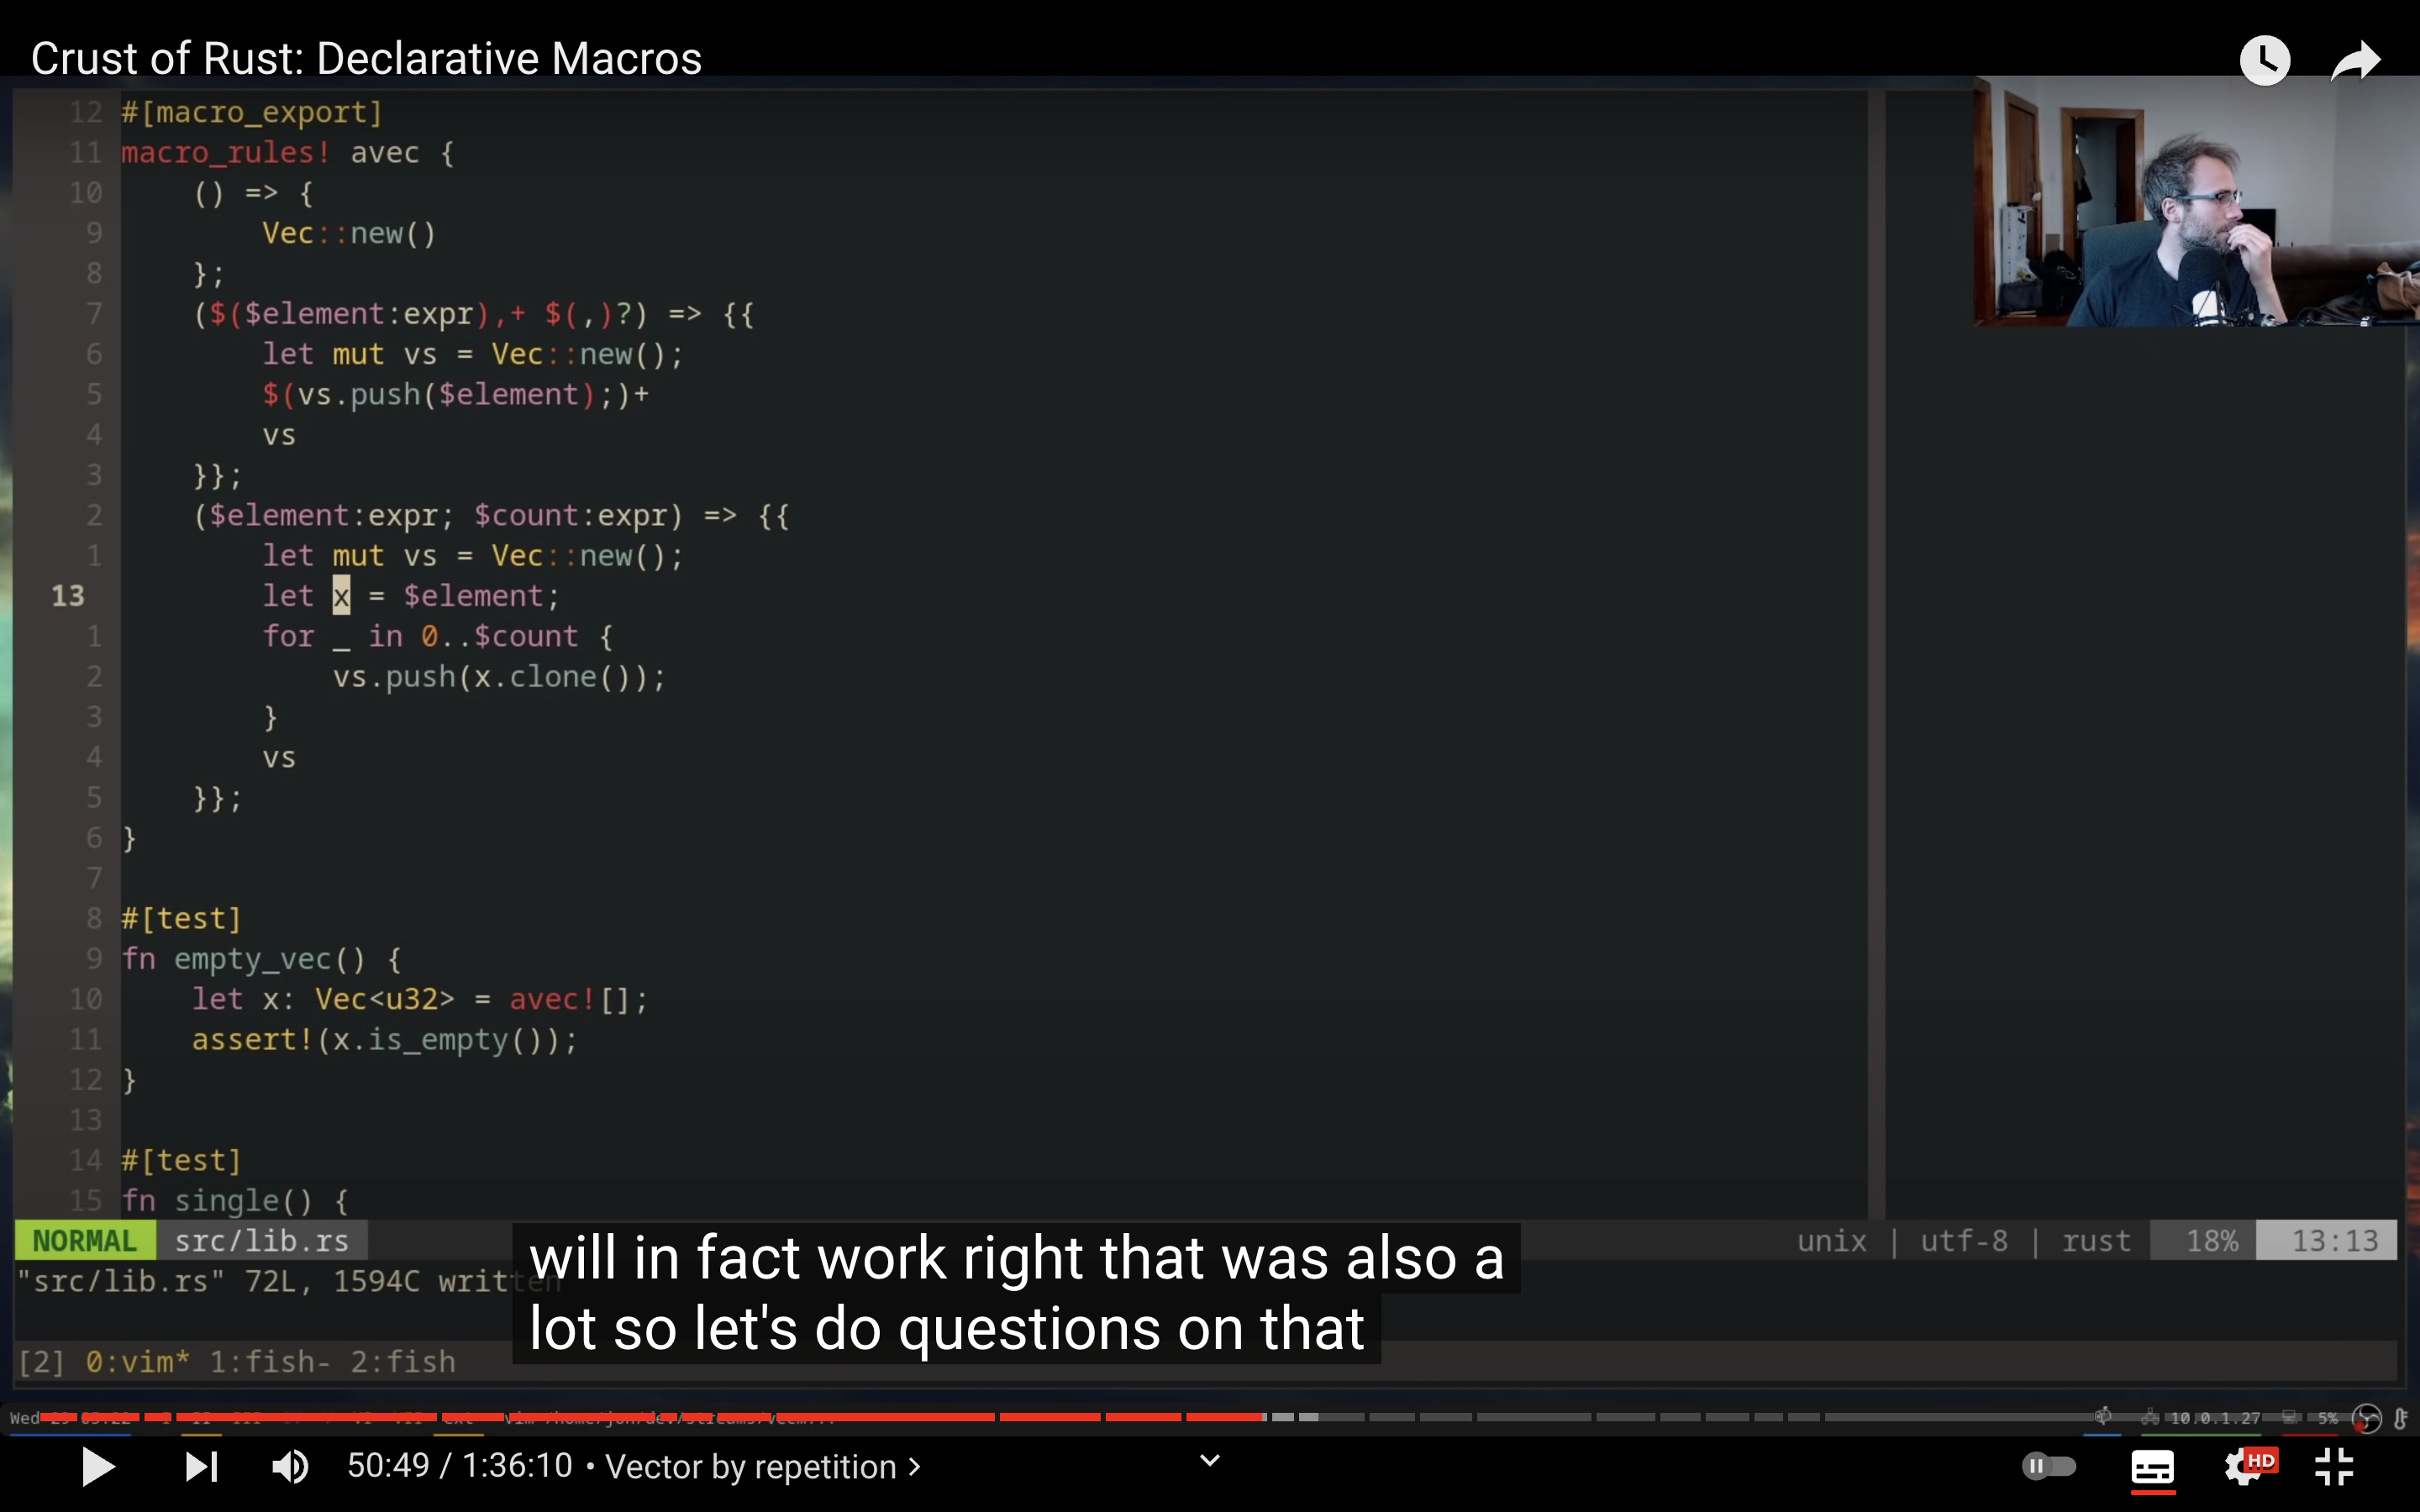 Crust of Rust: Declarative Macros
12 #[macro_export]
11 macro_rules! avec {
10     () => {
9         Vec::new()
8     };
7     ($($element:expr),+ $(,)?) => {{
6         let mut vs = Vec::new();
5         $(vs.push($element);)+
4         vs
3     }};
2     ($element:expr; $count:expr) => {{
1         let mut vs = Vec::new();
13         let x = $element;
1         for _ in 0..$count {
2             vs.push(x.clone());
3         }
4         vs
5     }};
6 }
7
8 #[test]
9 fn empty_vec() {
10     let x: Vec<u32> = avec![];
11     assert!(x.is_empty());
12 }
13
14 #[test]
15 fn single() {
NORMAL src/lib.rs unix | utf-8 | rust 18% 13:13
"src/lib.rs" 72L, 1594C written
will in fact work right that was also a
lot so let's do questions on that
[2] 0:vim* 1:fish- 2:fish
Wed 10.0.1.27 5%
50:49 / 1:36:10 • Vector by repetition >
HD